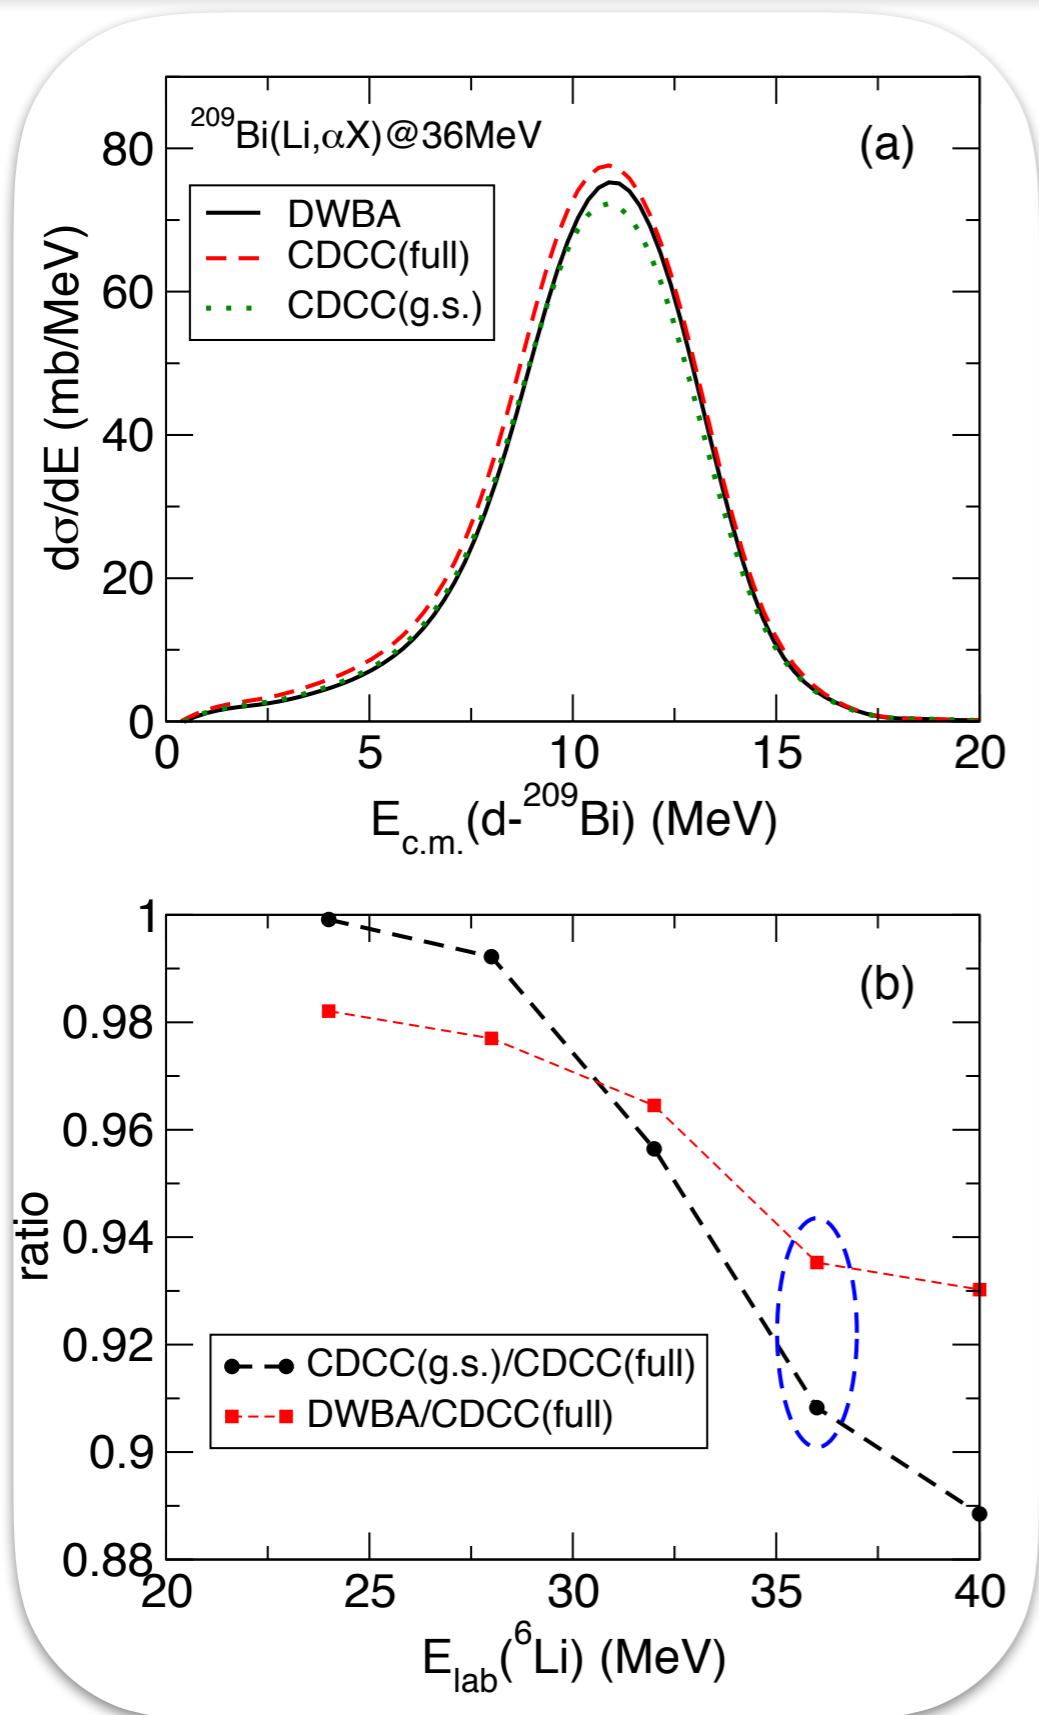 ²⁰⁹Bi(Li,αX)@36MeV
(a)
DWBA
CDCC(full)
CDCC(g.s.)
dσ/dE (mb/MeV)
80
60
40
20
0
0 5 10 15 20
E_c.m.(d-²⁰⁹Bi) (MeV)
(b)
ratio
1
0.98
0.96
0.94
0.92
0.9
0.88
CDCC(g.s.)/CDCC(full)
DWBA/CDCC(full)
20 25 30 35 40
E_lab(⁶Li) (MeV)